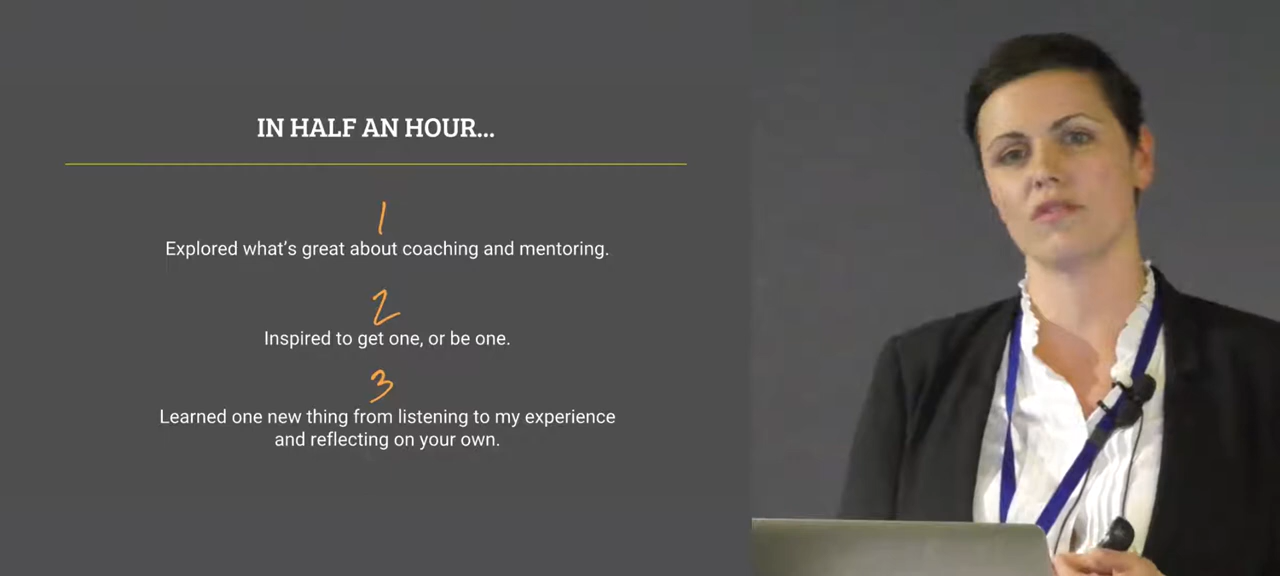 IN HALF AN HOUR...
1
Explored what's great about coaching and mentoring.
2
Inspired to get one, or be one.
3
Learned one new thing from listening to my experience
and reflecting on your own.